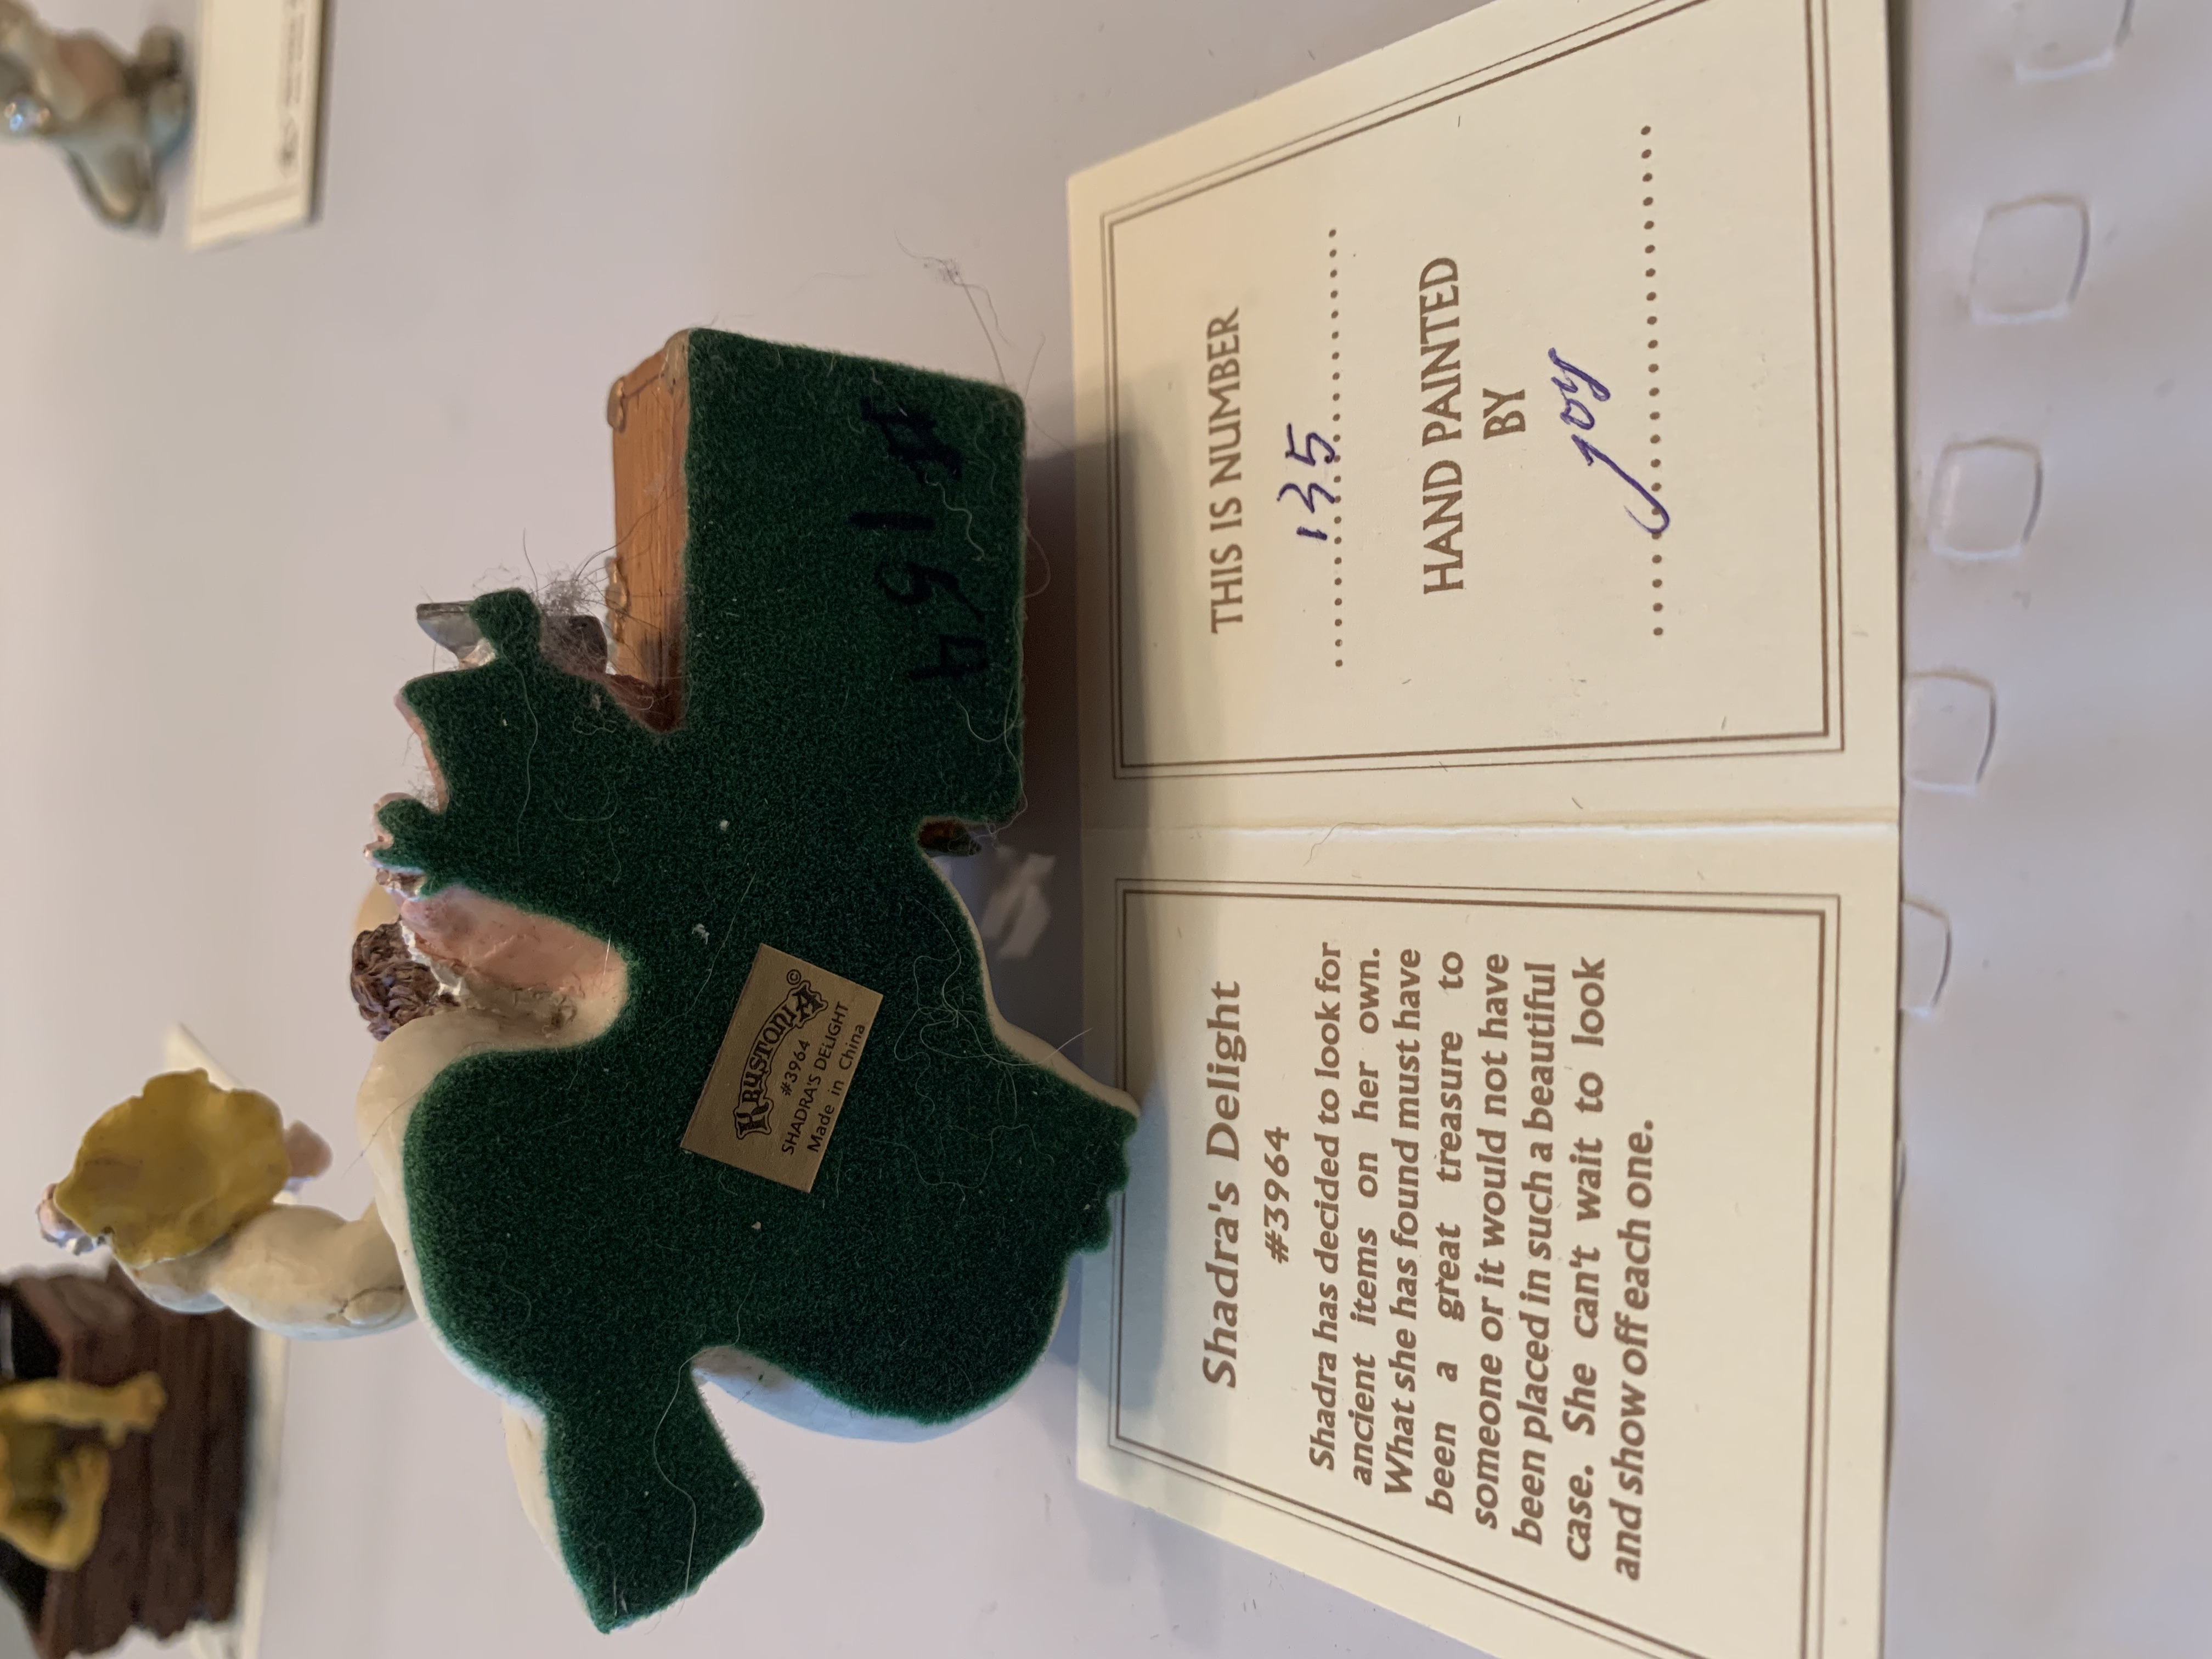 Shadra's Delight
#3964
Shadra has decided to look for
ancient items on her own.
What she has found must have
been a great treasure to
someone or it would not have
been placed in such a beautiful
case. She can't wait to look
and show off each one.
THIS IS NUMBER
135
HAND PAINTED
BY
Joy
KRYSTONIA ©
#3964
SHADRA'S DELIGHT
Made in China